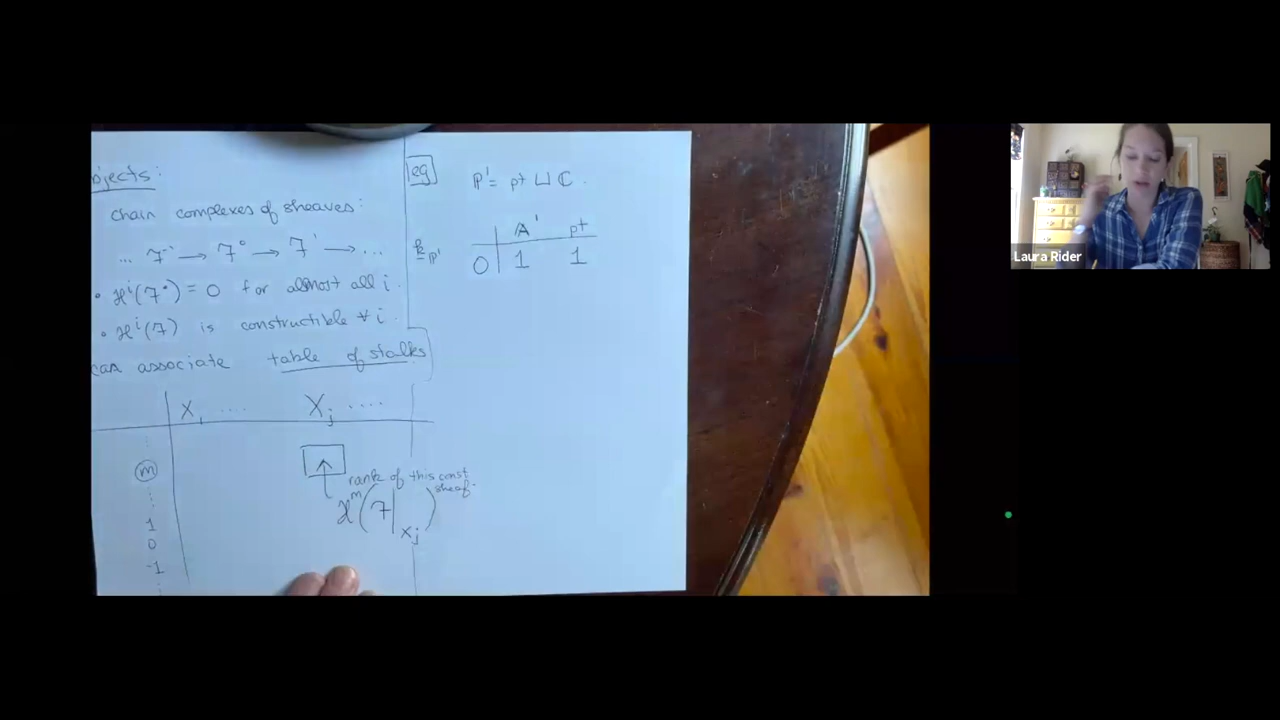 bjects:
Chain complexes of sheaves:
... 𝓕⁻¹ → 𝓕⁰ → 𝓕¹ → ...
• ℋⁱ(𝓕•) = 0 for almost all i.
• ℋⁱ(𝓕) is constructible ∀ i.
can associate table of stalks
X₁ .... Xⱼ ....
m
rank of this const sheaf.
ℋᵐ(𝓕|Xⱼ)
1
0
-1
eg
ℙ¹ = pt ⊔ ℂ.
𝔸¹ pt
k_ℙ¹
0 1 1
Laura Rider